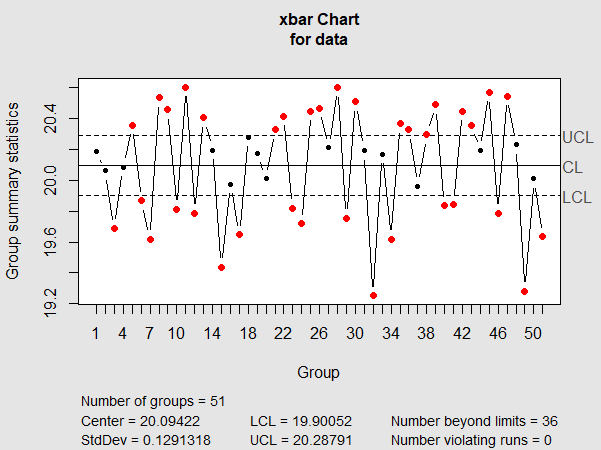 xbar Chart
for data
Group summary statistics
20.4
20.0
19.6
19.2
UCL
CL
LCL
1 4 7 10 14 18 22 26 30 34 38 42 46 50
Group
Number of groups = 51
Center = 20.09422 LCL = 19.90052 Number beyond limits = 36
StdDev = 0.1291318 UCL = 20.28791 Number violating runs = 0